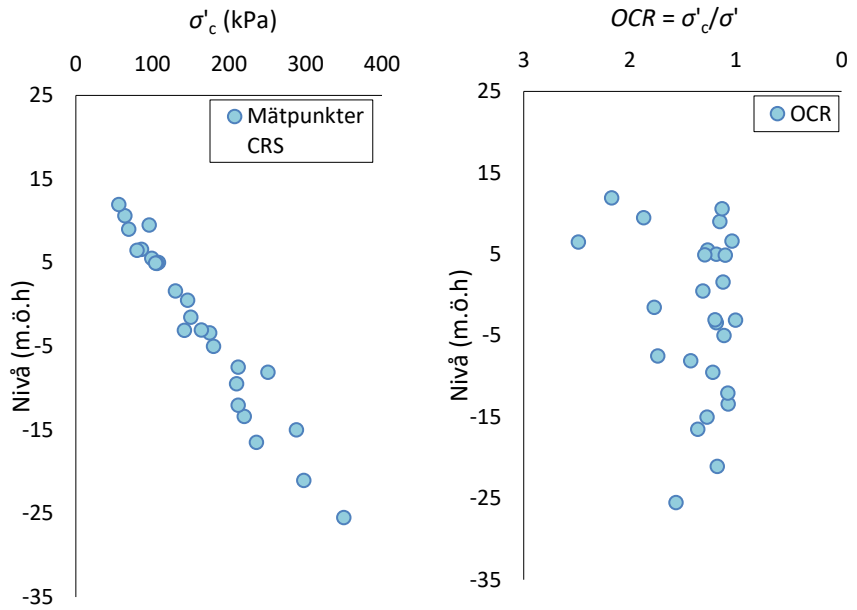 σ'c (kPa)
0 100 200 300 400
25
15
5
-5
-15
-25
-35
Nivå (m.ö.h)
Mätpunkter
CRS
OCR = σ'c/σ'
3 2 1 0
25
15
5
-5
-15
-25
-35
Nivå (m.ö.h)
OCR